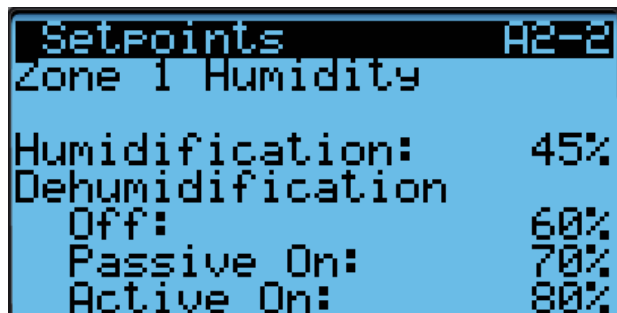 Setpoints A2-2
Zone 1 Humidity
Humidification: 45%
Dehumidification
Off: 60%
Passive On: 70%
Active On: 80%